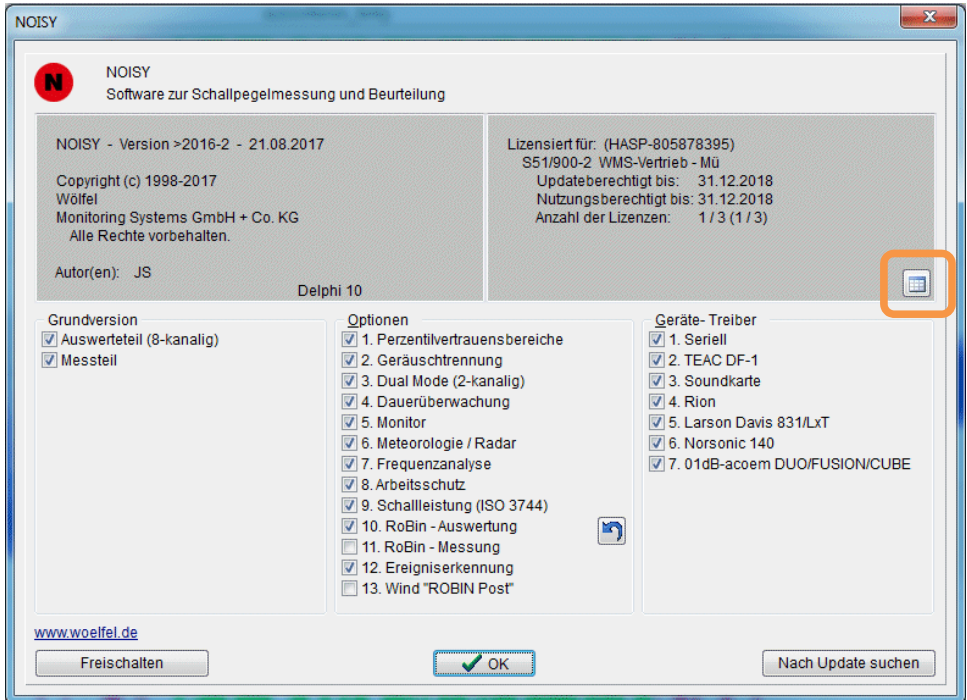 NOISY
N
NOISY
Software zur Schallpegelmessung und Beurteilung
NOISY - Version >2016-2 - 21.08.2017
Copyright (c) 1998-2017
Wölfel
Monitoring Systems GmbH + Co. KG
Alle Rechte vorbehalten.
Autor(en): JS
Delphi 10
Lizensiert für: (HASP-805878395)
S51/900-2 WMS-Vertrieb - Mü
Updateberechtigt bis: 31.12.2018
Nutzungsberechtigt bis: 31.12.2018
Anzahl der Lizenzen: 1 / 3 (1 / 3)
Grundversion
Auswerteteil (8-kanalig)
Messteil
Optionen
1. Perzentilvertrauensbereiche
2. Geräuschtrennung
3. Dual Mode (2-kanalig)
4. Dauerüberwachung
5. Monitor
6. Meteorologie / Radar
7. Frequenzanalyse
8. Arbeitsschutz
9. Schallleistung (ISO 3744)
10. RoBin - Auswertung
11. RoBin - Messung
12. Ereigniserkennung
13. Wind "ROBIN Post"
Geräte- Treiber
1. Seriell
2. TEAC DF-1
3. Soundkarte
4. Rion
5. Larson Davis 831/LxT
6. Norsonic 140
7. 01dB-acoem DUO/FUSION/CUBE
www.woelfel.de
Freischalten
OK
Nach Update suchen